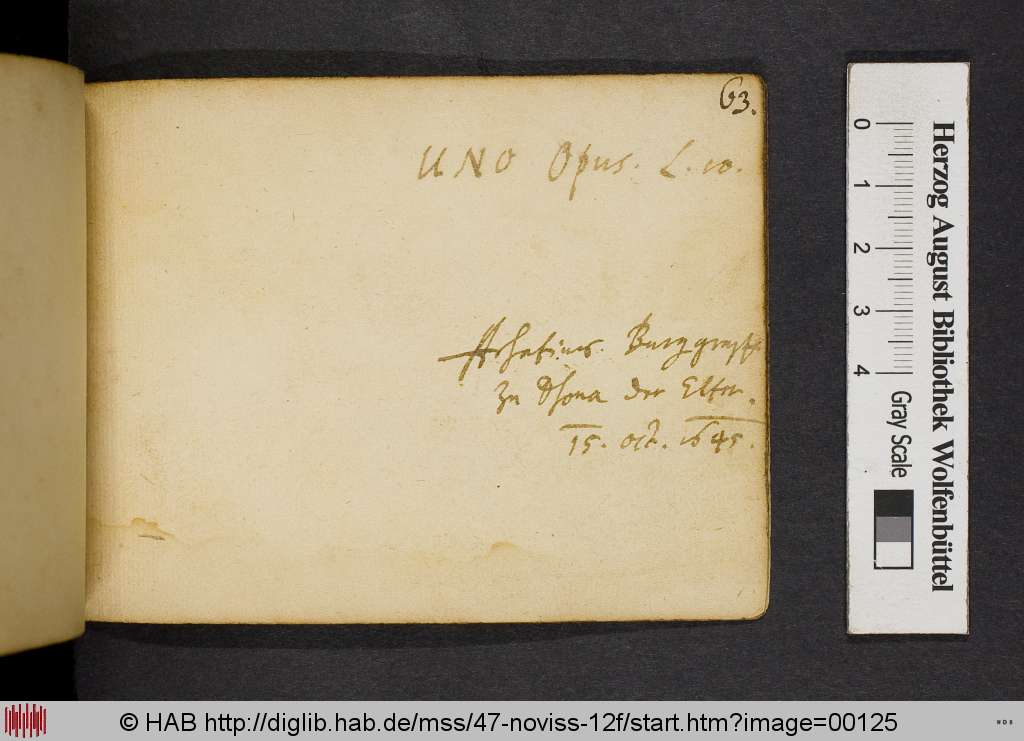 63.
UNO Opus. L. 10.
Achatius Burggraff
zu Dhona der Elter.
15. Oct. 1645.
0 1 2 3 4
Gray Scale
Herzog August Bibliothek Wolfenbüttel
© HAB http://diglib.hab.de/mss/47-noviss-12f/start.htm?image=00125